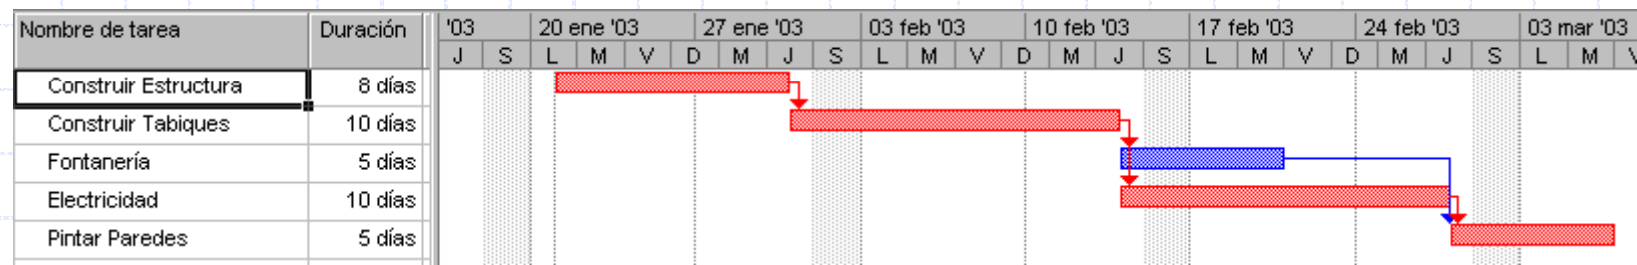 Nombre de tarea Duración '03 20 ene '03 27 ene '03 03 feb '03 10 feb '03 17 feb '03 24 feb '03 03 mar '03
J S L M V D M J S L M V D M J S L M V D M J S L M
Construir Estructura 8 días
Construir Tabiques 10 días
Fontanería 5 días
Electricidad 10 días
Pintar Paredes 5 días